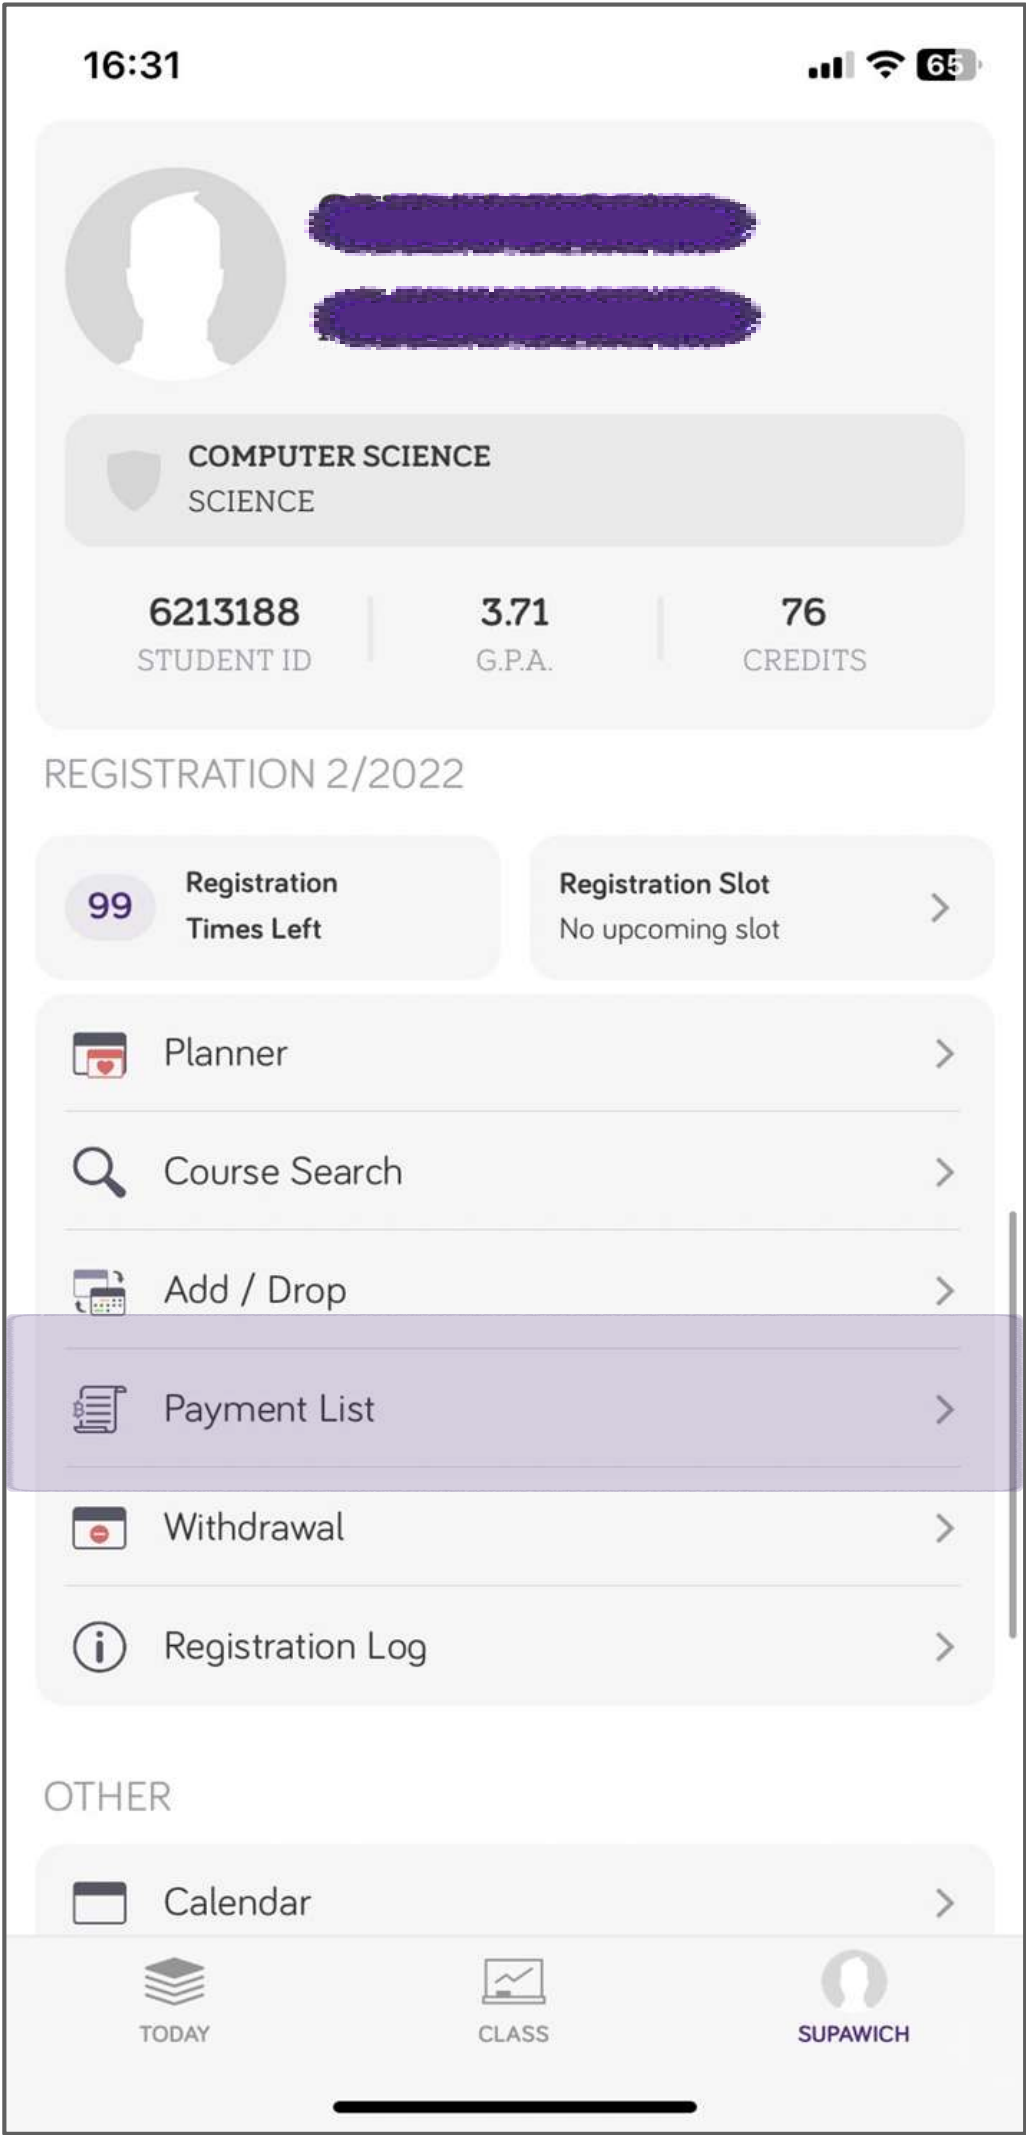 16:31
65
COMPUTER SCIENCE
SCIENCE
6213188 3.71 76
STUDENT ID G.P.A. CREDITS
REGISTRATION 2/2022
99
Registration
Times Left
Registration Slot
No upcoming slot
Planner
Course Search
Add / Drop
Payment List
Withdrawal
Registration Log
OTHER
Calendar
TODAY CLASS SUPAWICH